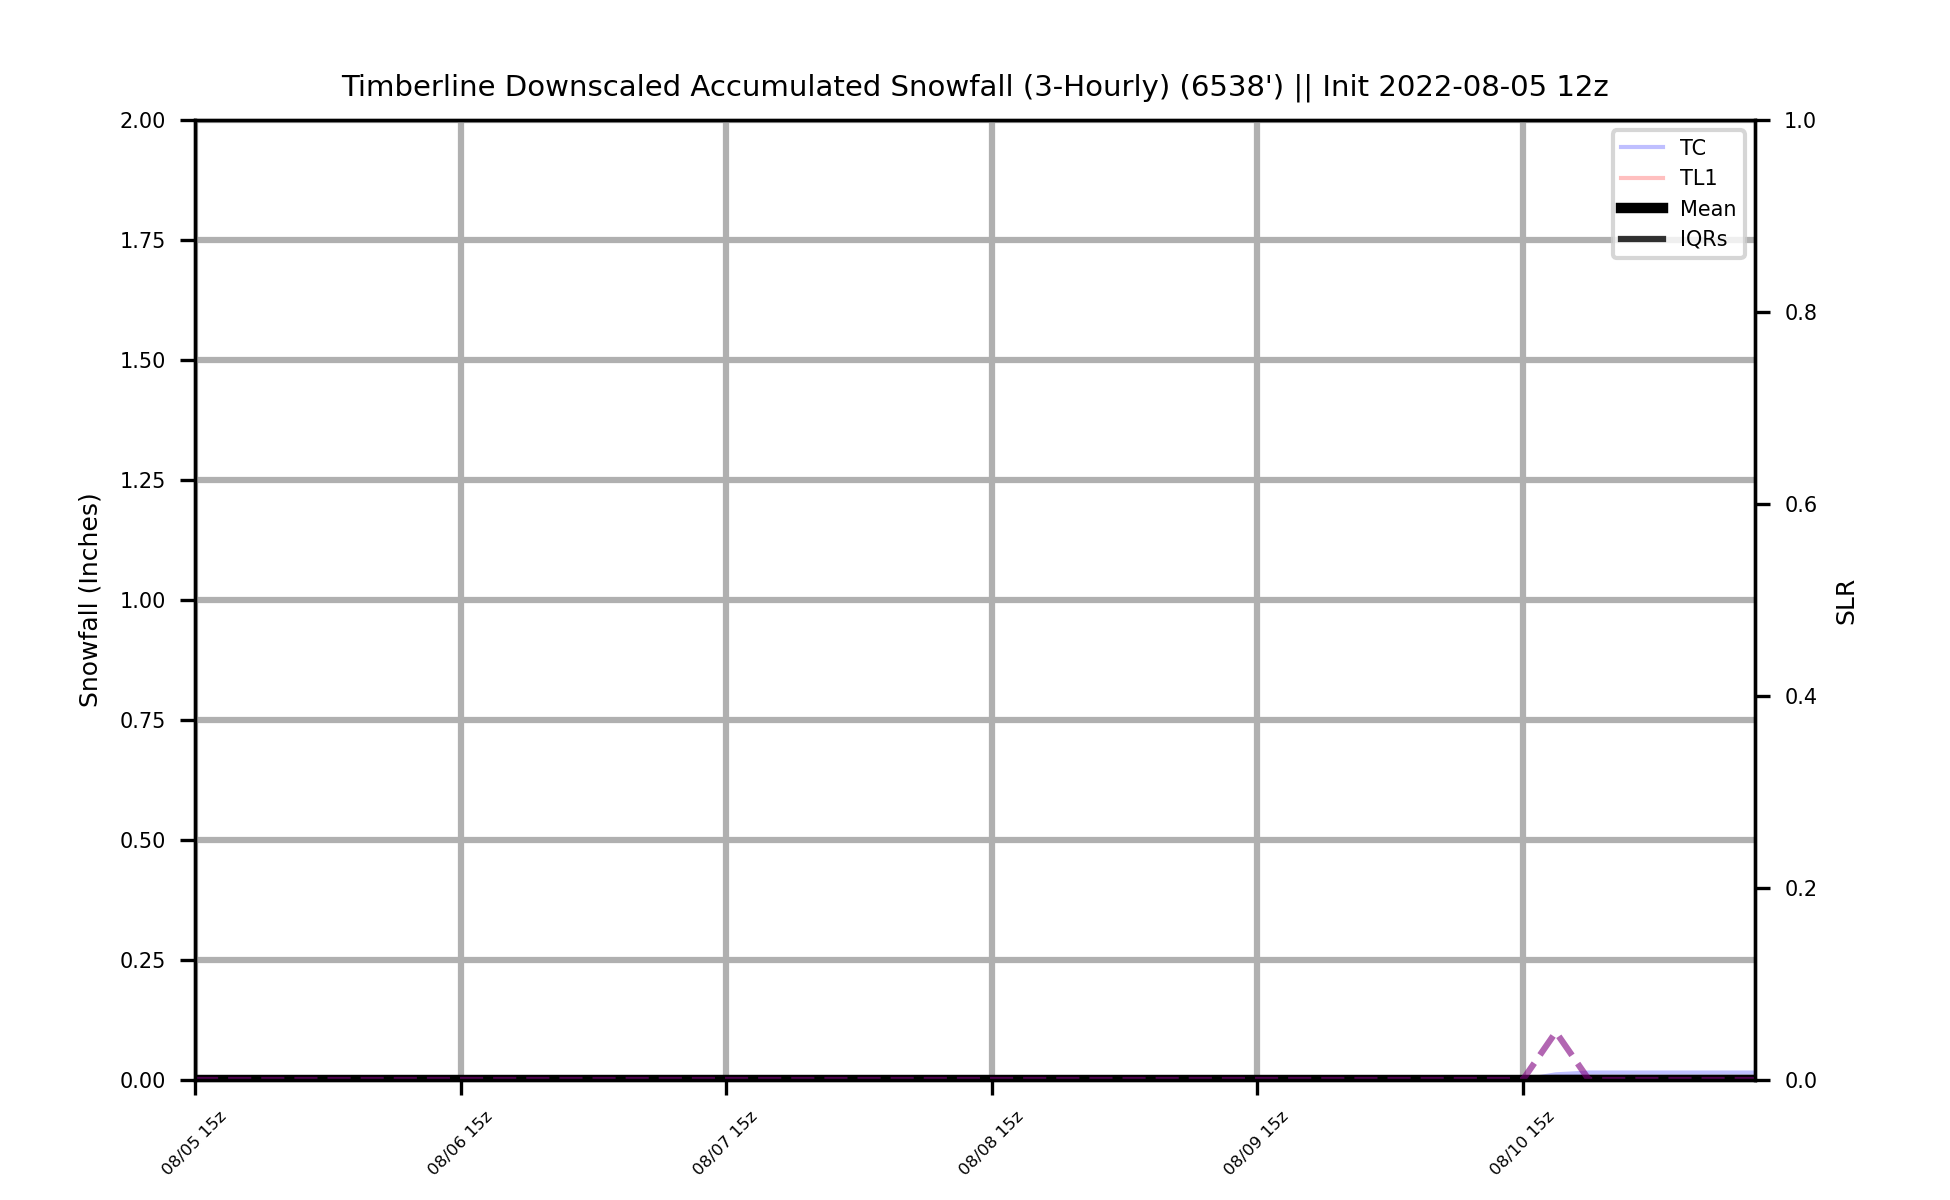 Timberline Downscaled Accumulated Snowfall (3-Hourly) (6538') || Init 2022-08-05 12z
2.00
1.75
1.50
1.25
1.00
0.75
0.50
0.25
0.00
Snowfall (Inches)
TC
TL1
Mean
IQRs
1.0
0.8
0.6
0.4
0.2
0.0
SLR
08/05 15z
08/06 15z
08/07 15z
08/08 15z
08/09 15z
08/10 15z